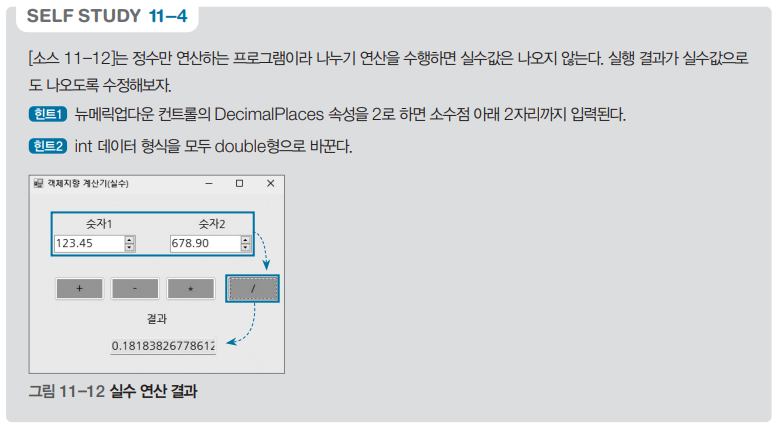 SELF STUDY 11-4
[소스 11-12]는 정수만 연산하는 프로그램이라 나누기 연산을 수행하면 실수값은 나오지 않는다. 실행 결과가 실수값으로
도 나오도록 수정해보자.
힌트1 뉴메릭업다운 컨트롤의 DecimalPlaces 속성을 2로 하면 소수점 아래 2자리까지 입력된다.
힌트2 int 데이터 형식을 모두 double형으로 바꾼다.
객체지향 계산기(실수)
숫자1 숫자2
123.45 678.90
+ - * /
결과
0.18183826778612
그림 11-12 실수 연산 결과